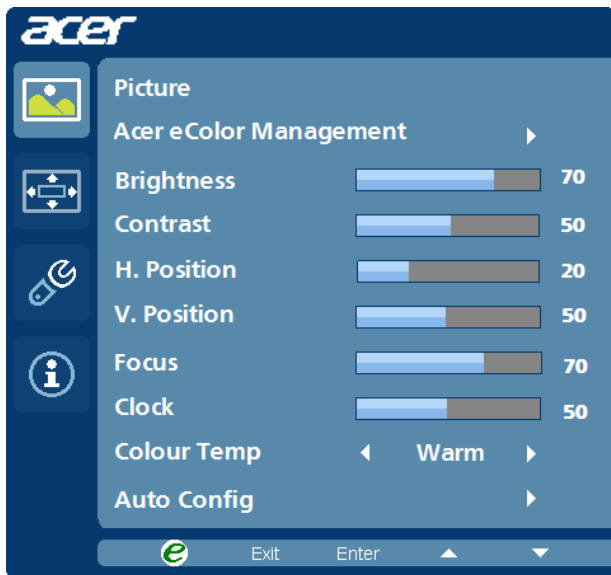 acer
Picture
Acer eColor Management
Brightness 70
Contrast 50
H. Position 20
V. Position 50
Focus 70
Clock 50
Colour Temp Warm
Auto Config
e Exit Enter